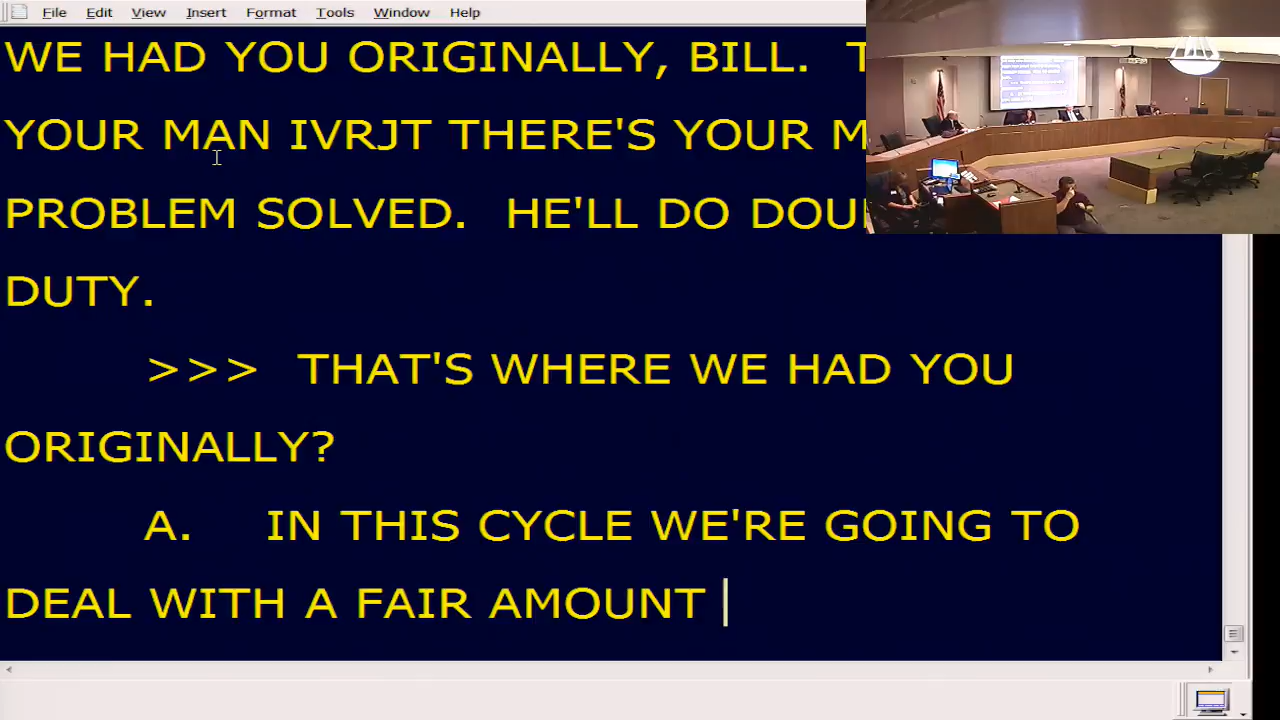 File Edit View Insert Format Tools Window Help
WE HAD YOU ORIGINALLY, BILL.
YOUR MAN IVRJT THERE'S YOUR
PROBLEM SOLVED. HE'LL DO
DUTY.
>>> THAT'S WHERE WE HAD YOU
ORIGINALLY?
A. IN THIS CYCLE WE'RE GOING TO
DEAL WITH A FAIR AMOUNT